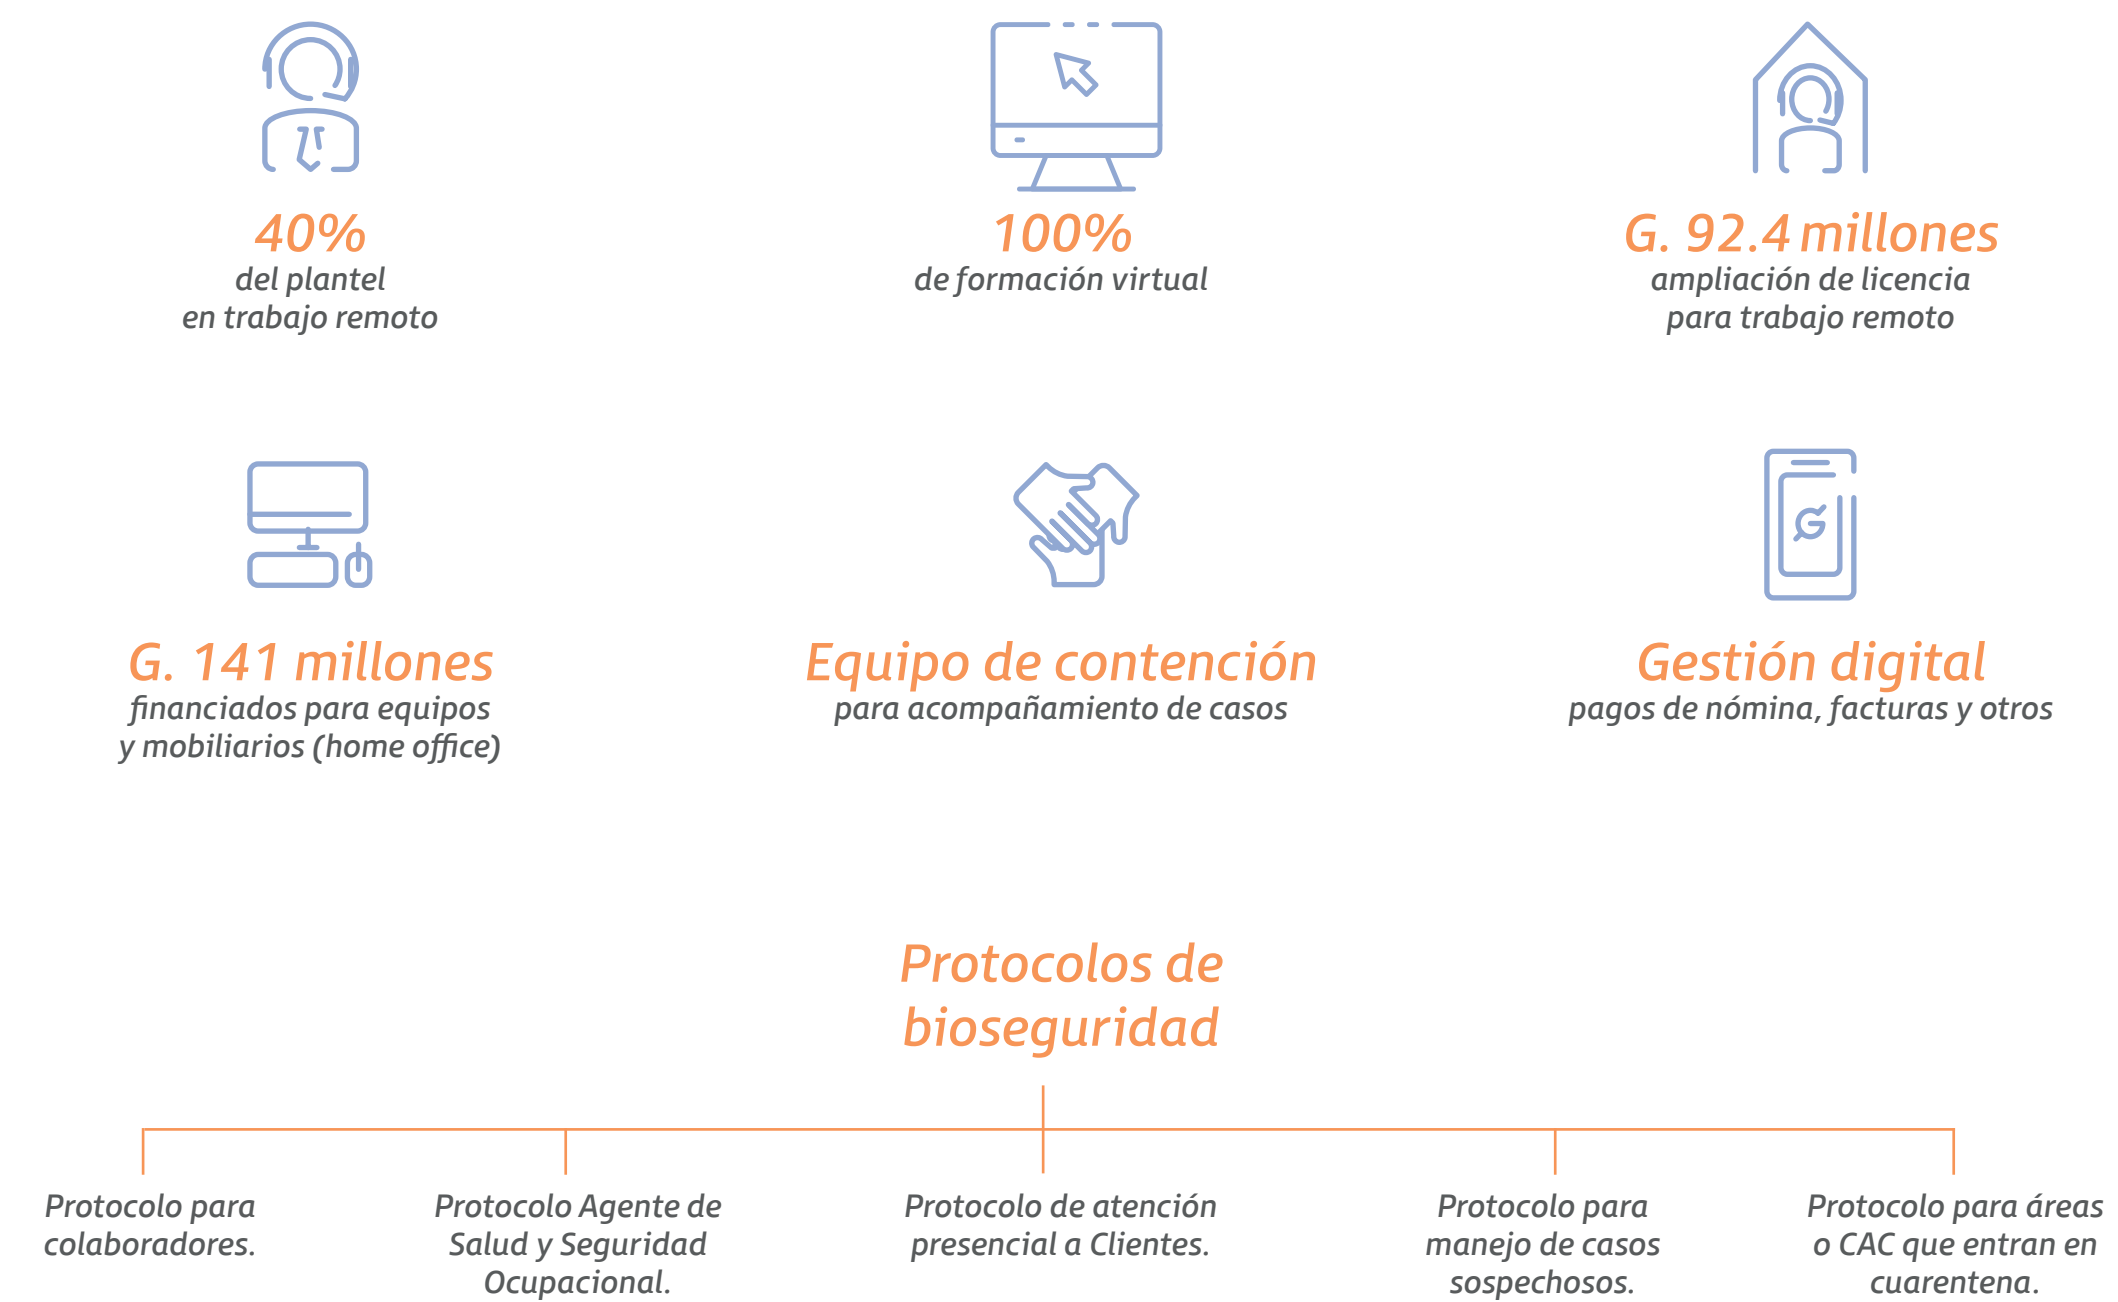 40%
del plantel
en trabajo remoto
100%
de formación virtual
G. 92.4 millones
ampliación de licencia
para trabajo remoto
G. 141 millones
financiados para equipos
y mobiliarios (home office)
Equipo de contención
para acompañamiento de casos
Gestión digital
pagos de nómina, facturas y otros
Protocolos de
bioseguridad
Protocolo para
colaboradores.
Protocolo Agente de
Salud y Seguridad
Ocupacional.
Protocolo de atención
presencial a Clientes.
Protocolo para
manejo de casos
sospechosos.
Protocolo para áreas
o CAC que entran en
cuarentena.